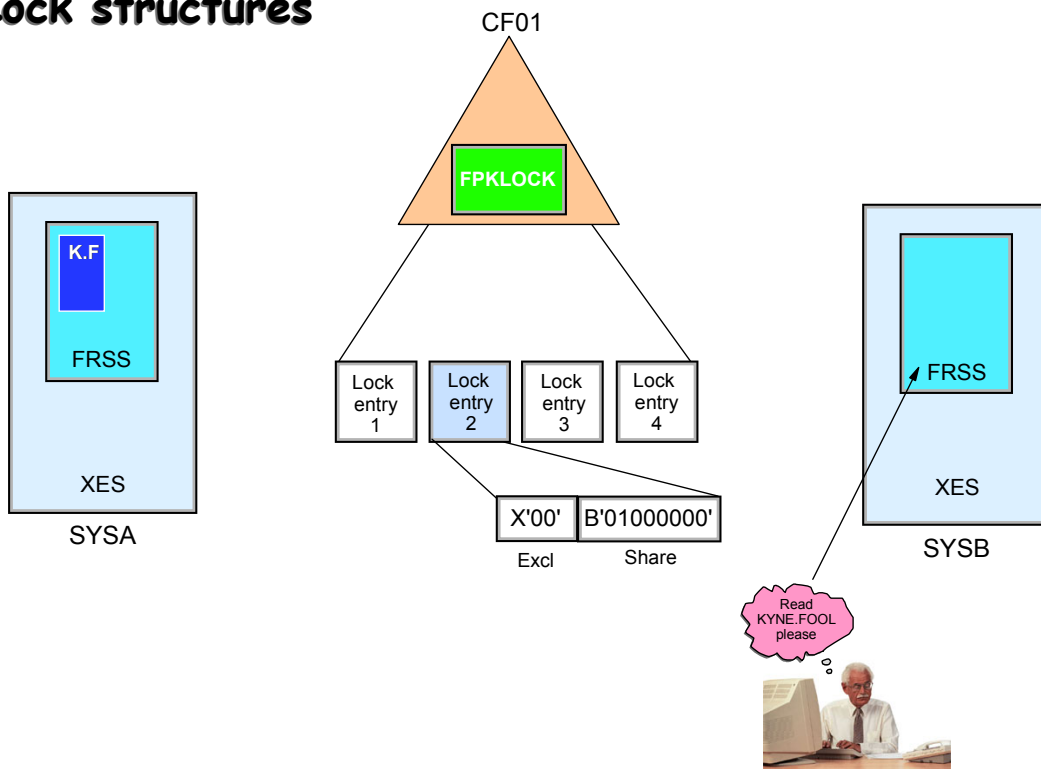 Lock structures
CF01
FPKLOCK
K.F
FRSS
XES
SYSA
Lock
entry
1
Lock
entry
2
Lock
entry
3
Lock
entry
4
X'00'
B'01000000'
Excl
Share
FRSS
XES
SYSB
Read
KYNE.FOOL
please